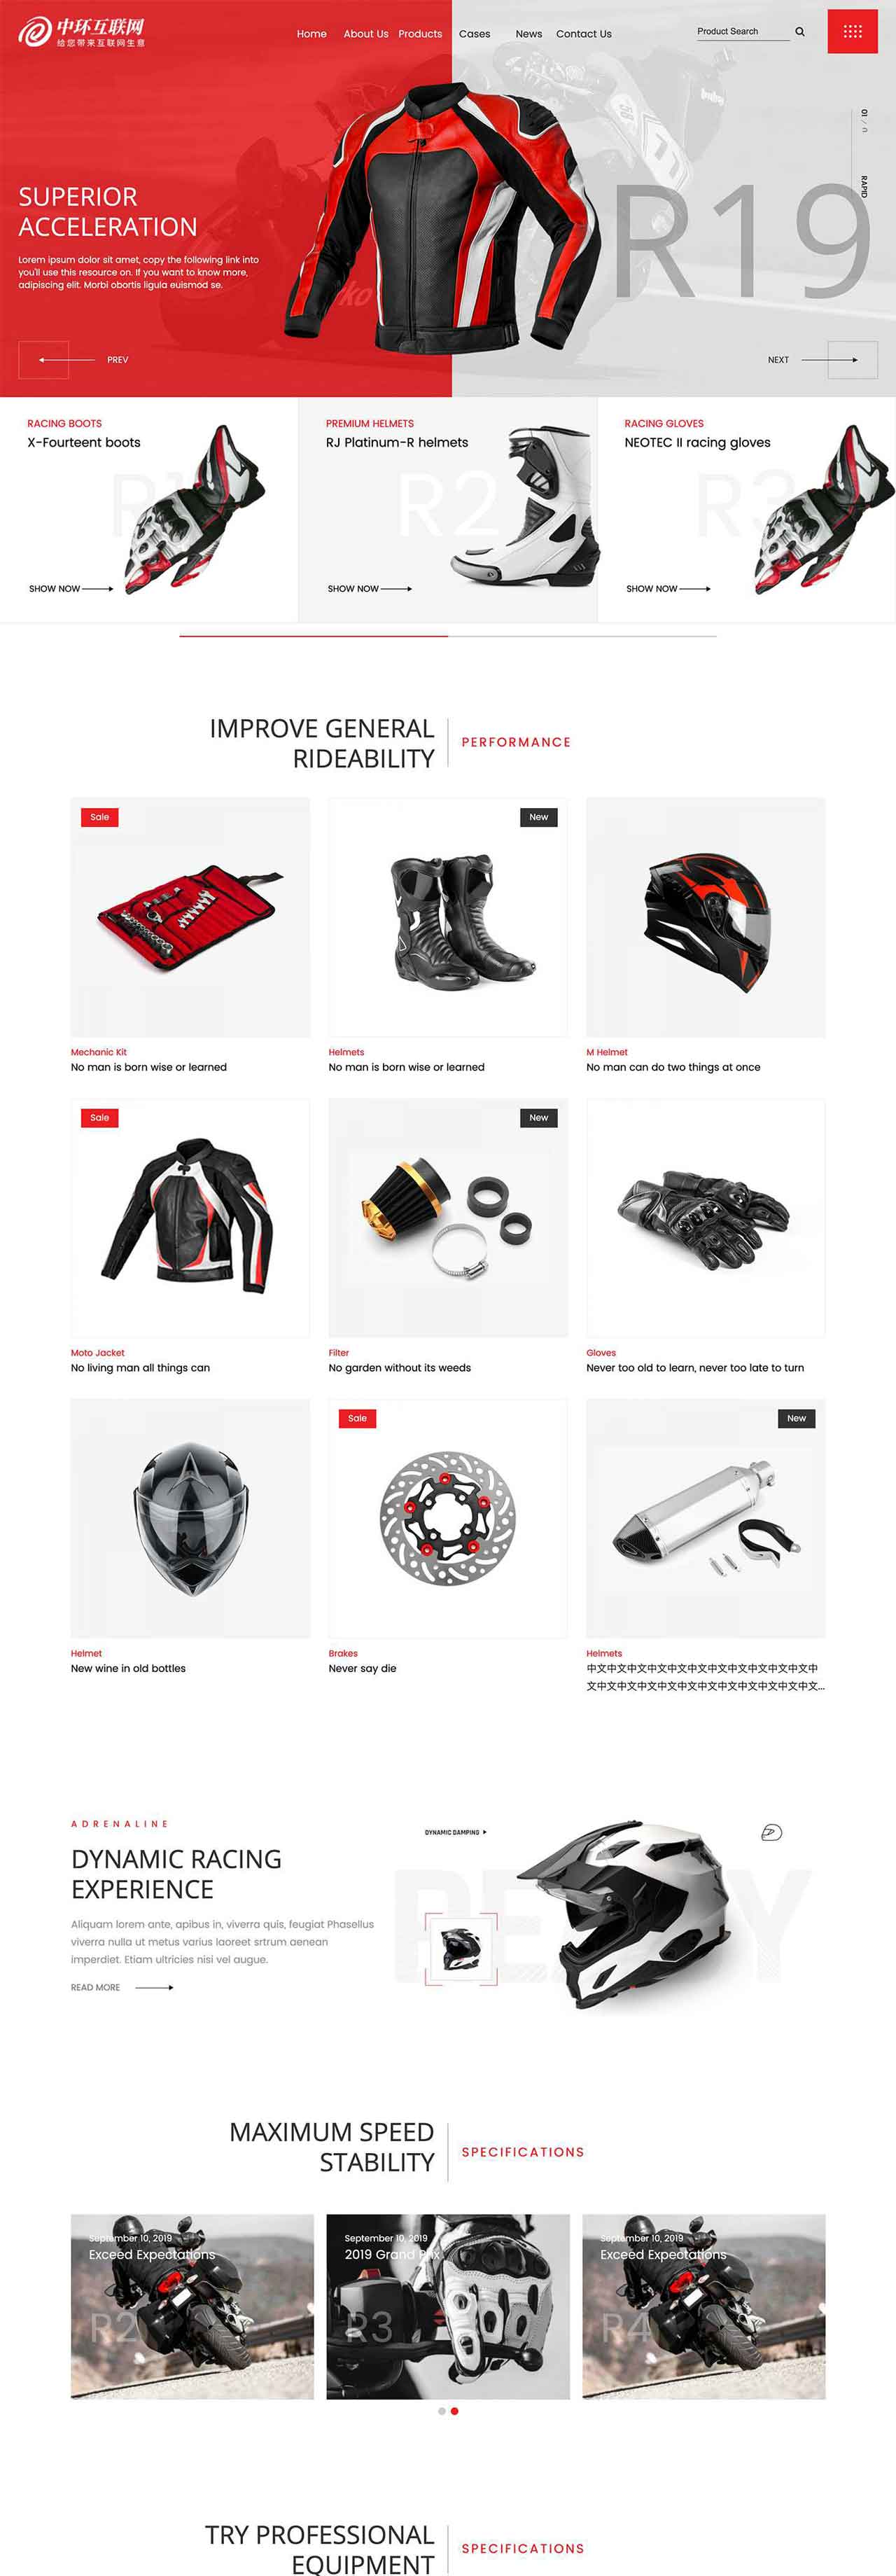 中环互联网
给您带来互联网生意
Home About Us Products Cases News Contact Us
Product Search
01 /
RAPID
SUPERIOR
ACCELERATION
R19
Lorem ipsum dolor sit amet, copy the following link into
you'll use this resource on. If you want to know more,
adipiscing elit. Morbi obortis ligula euismod se.
PREV
NEXT
RACING BOOTS
X-Fourteent boots
R1
SHOW NOW
PREMIUM HELMETS
RJ Platinum-R helmets
R2
SHOW NOW
RACING GLOVES
NEOTEC II racing gloves
R3
SHOW NOW
IMPROVE GENERAL
RIDEABILITY
PERFORMANCE
Sale
New
Mechanic Kit
No man is born wise or learned
Helmets
No man is born wise or learned
M Helmet
No man can do two things at once
Sale
New
Moto Jacket
No living man all things can
Filter
No garden without its weeds
Gloves
Never too old to learn, never too late to turn
Sale
New
Helmet
New wine in old bottles
Brakes
Never say die
Helmets
中文中文中文中文中文中文中文中文中文中文中文中
文中文中文中文中文中文中文中文中文中文中文中文...
ADRENALINE
DYNAMIC RACING
EXPERIENCE
Aliquam lorem ante, apibus in, viverra quis, feugiat Phasellus
viverra nulla ut metus varius laoreet srtrum aenean
imperdiet. Etiam ultricies nisi vel augue.
READ MORE
DYNAMIC DAMPING
MAXIMUM SPEED
STABILITY
SPECIFICATIONS
September 10, 2019
Exceed Expectations
R2
September 10, 2019
2019 Grand Prix
R3
September 10, 2019
Exceed Expectations
R4
TRY PROFESSIONAL
EQUIPMENT
SPECIFICATIONS